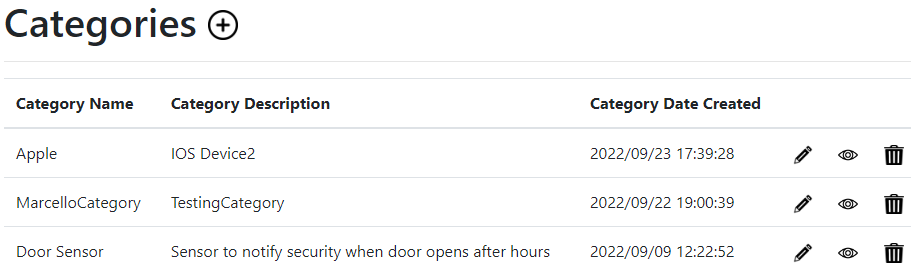 Categories
Category Name Category Description Category Date Created
Apple IOS Device2 2022/09/23 17:39:28
MarcelloCategory TestingCategory 2022/09/22 19:00:39
Door Sensor Sensor to notify security when door opens after hours 2022/09/09 12:22:52